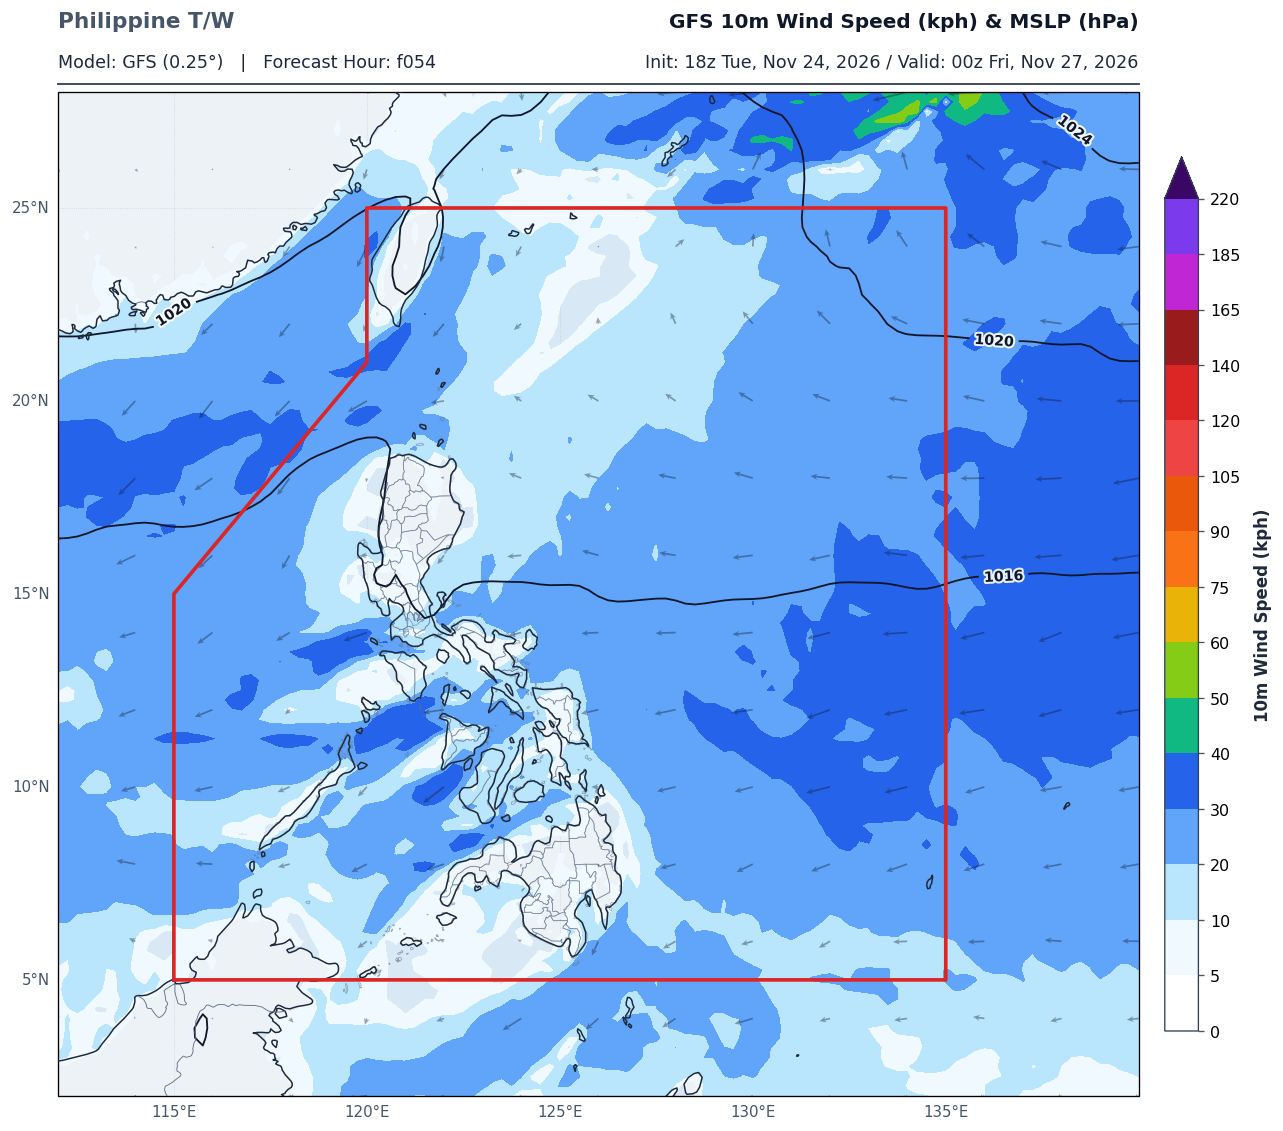 Philippine T/W
GFS 10m Wind Speed (kph) & MSLP (hPa)
Model: GFS (0.25°) | Forecast Hour: f054
Init: 18z Tue, Nov 24, 2026 / Valid: 00z Fri, Nov 27, 2026
1024
1020
1020
1016
25°N
20°N
15°N
10°N
5°N
115°E
120°E
125°E
130°E
135°E
220
185
165
140
120
105
90
75
60
50
40
30
20
10
5
0
10m Wind Speed (kph)